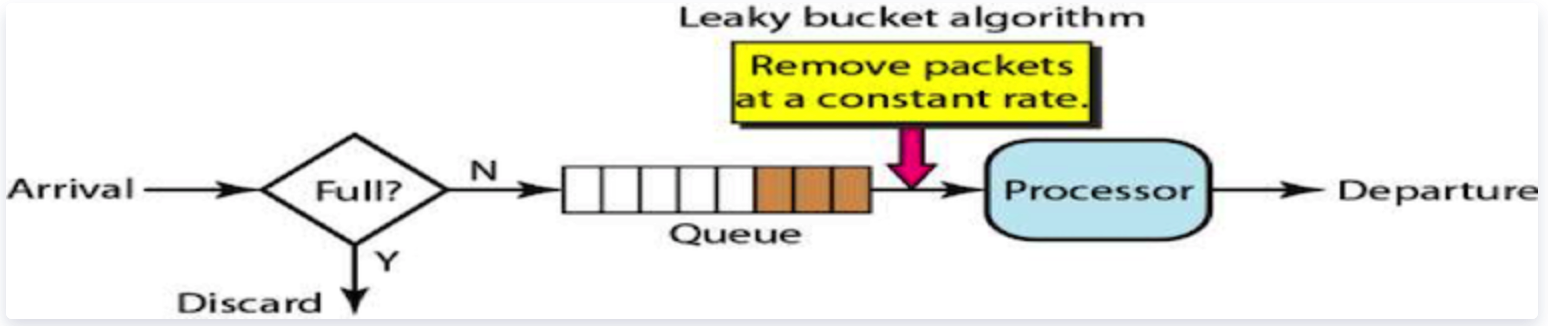 Leaky bucket algorithm
Remove packets
at a constant rate.
Arrival
Full?
N
Y
Discard
Queue
Processor
Departure